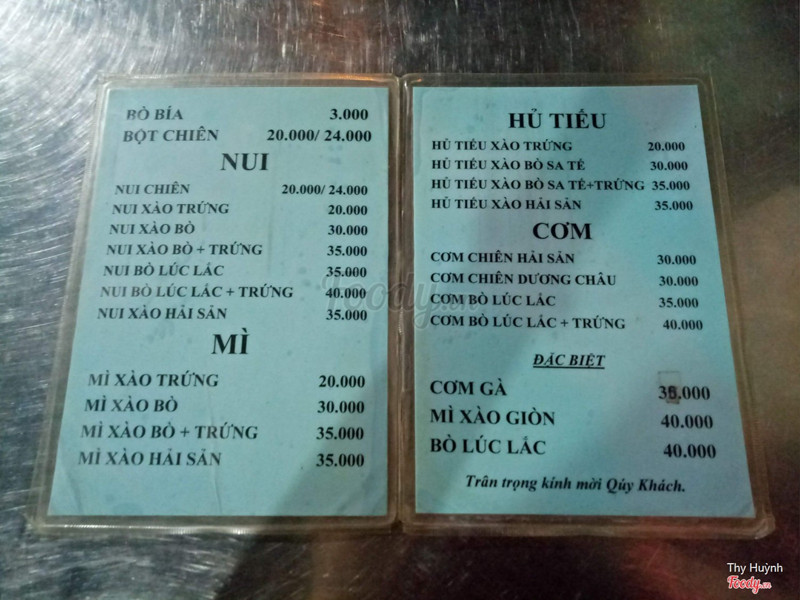 BÒ BÍA 3.000
BỘT CHIÊN 20.000/ 24.000
NUI
NUI CHIÊN 20.000/ 24.000
NUI XÀO TRỨNG 20.000
NUI XÀO BÒ 30.000
NUI XÀO BÒ + TRỨNG 35.000
NUI BÒ LÚC LẮC 35.000
NUI BÒ LÚC LẮC + TRỨNG 40.000
NUI XÀO HẢI SẢN 35.000
MÌ
MÌ XÀO TRỨNG 20.000
MÌ XÀO BÒ 30.000
MÌ XÀO BÒ + TRỨNG 35.000
MÌ XÀO HẢI SẢN 35.000
HỦ TIẾU
HỦ TIẾU XÀO TRỨNG 20.000
HỦ TIẾU XÀO BÒ SA TẾ 30.000
HỦ TIẾU XÀO BÒ SA TẾ+TRỨNG 35.000
HỦ TIẾU XÀO HẢI SẢN 35.000
CƠM
CƠM CHIÊN HẢI SẢN 30.000
CƠM CHIÊN DƯƠNG CHÂU 30.000
CƠM BÒ LÚC LẮC 35.000
CƠM BÒ LÚC LẮC + TRỨNG 40.000
ĐẶC BIỆT
CƠM GÀ
MÌ XÀO GIÒN 40.000
BÒ LÚC LẮC 40.000
Trân trọng kính mời Qúy Khách.
Foody.vn
Thy Huỳnh
Foody.vn